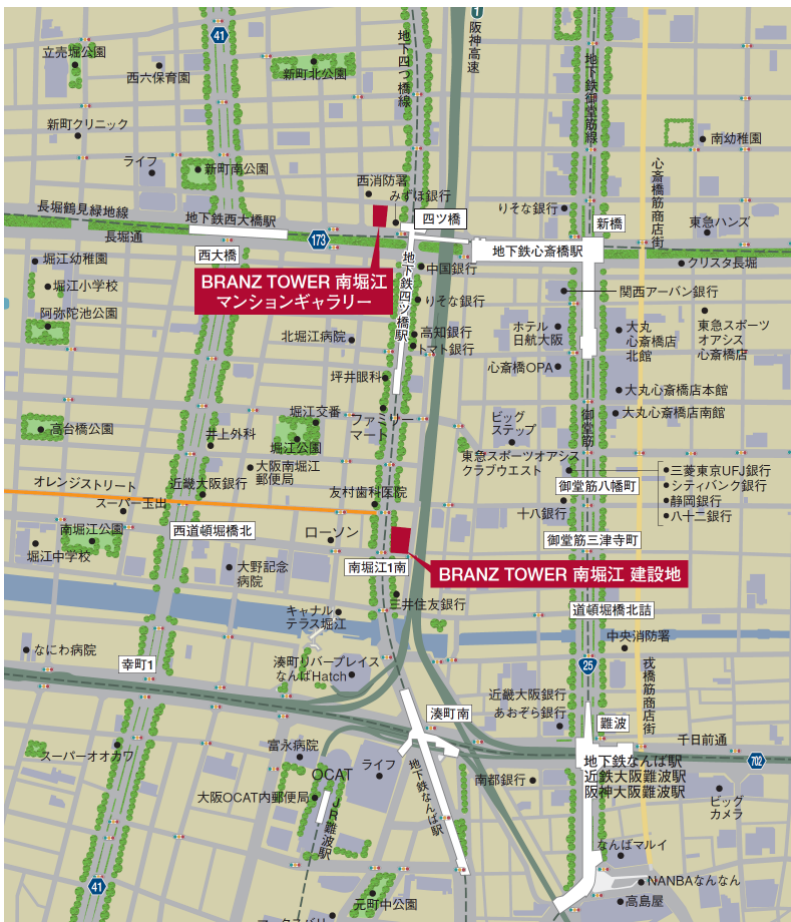 41
1
阪神高速
立売堀公園
西六保育園
新町北公園
地下四つ橋線
地下鉄御堂筋線
新町クリニック
南幼稚園
ライフ
新町南公園
心斎橋筋商店街
西消防署
みずほ銀行
四ツ橋
りそな銀行
新橋
東急ハンズ
長堀鶴見緑地線
地下鉄西大橋駅
長堀通
173
西大橋
地下鉄心斎橋駅
クリスタ長堀
堀江幼稚園
堀江小学校
阿弥陀池公園
BRANZ TOWER 南堀江
マンションギャラリー
地下鉄四ツ橋駅
中国銀行
りそな銀行
高知銀行
トマト銀行
関西アーバン銀行
ホテル
日航大阪
大丸
心斎橋店
北館
東急スポーツ
オアシス
心斎橋店
北堀江病院
心斎橋OPA
坪井眼科
大丸心斎橋店本館
堀江交番
ファミリー
マート
ビッグ
ステップ
御堂筋
大丸心斎橋店南館
高台橋公園
井上外科
堀江公園
東急スポーツオアシス
クラブウエスト
大阪南堀江
郵便局
三菱東京UFJ銀行
シティバンク銀行
静岡銀行
八十二銀行
オレンジストリート
近畿大阪銀行
友村歯科医院
御堂筋八幡町
スーパー玉出
十八銀行
南堀江公園
西道頓堀橋北
ローソン
御堂筋三津寺町
堀江中学校
大野記念
病院
南堀江1南
BRANZ TOWER 南堀江 建設地
キャナル
テラス堀江
三井住友銀行
道頓堀橋北詰
中央消防署
なにわ病院
幸町1
湊町リバープレイス
なんばHatch
25
戎橋筋商店街
近畿大阪銀行
あおぞら銀行
湊町南
難波
千日前通
702
スーパーオオカワ
富永病院
OCAT
ライフ
地下鉄なんば駅
地下鉄なんば駅
近鉄大阪難波駅
阪神大阪難波駅
大阪OCAT内郵便局
JR難波駅
南都銀行
ビッグ
カメラ
なんばマルイ
41
元町中公園
NANBAなんなん
高島屋